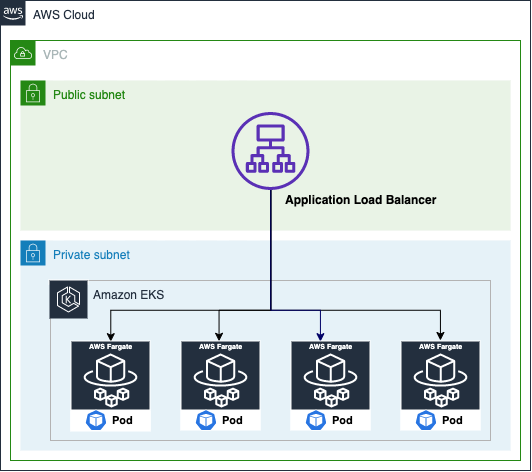 aws
AWS Cloud
VPC
Public subnet
Application Load Balancer
Private subnet
K
Amazon EKS
AWS Fargate
AWS Fargate
AWS Fargate
AWS Fargate
Pod
Pod
Pod
Pod